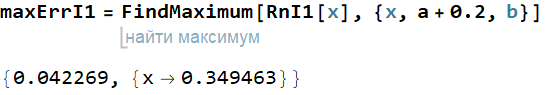 maxErrI1 = FindMaximum[RnI1[x], {x, a + 0.2, b}]
найти максимум
{0.042269, {x → 0.349463}}